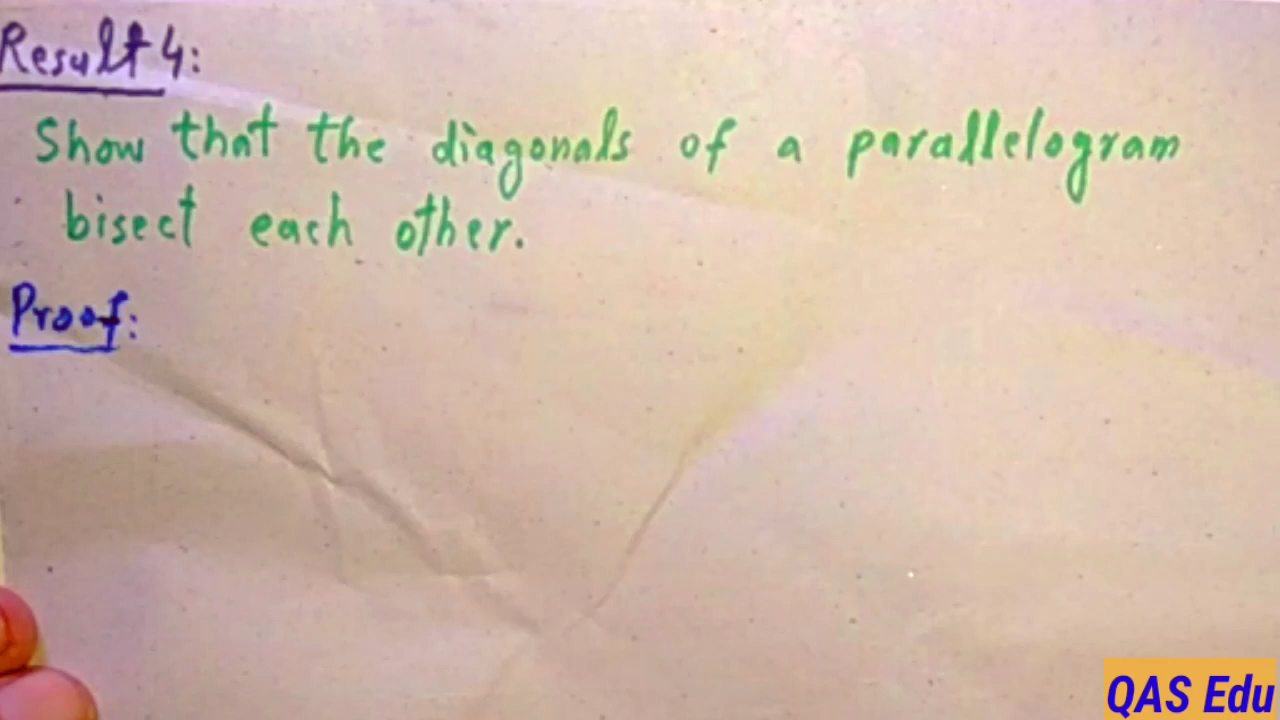 Result 4:
Show that the diagonals of a parallelogram
bisect each other.
Proof:
QAS Edu